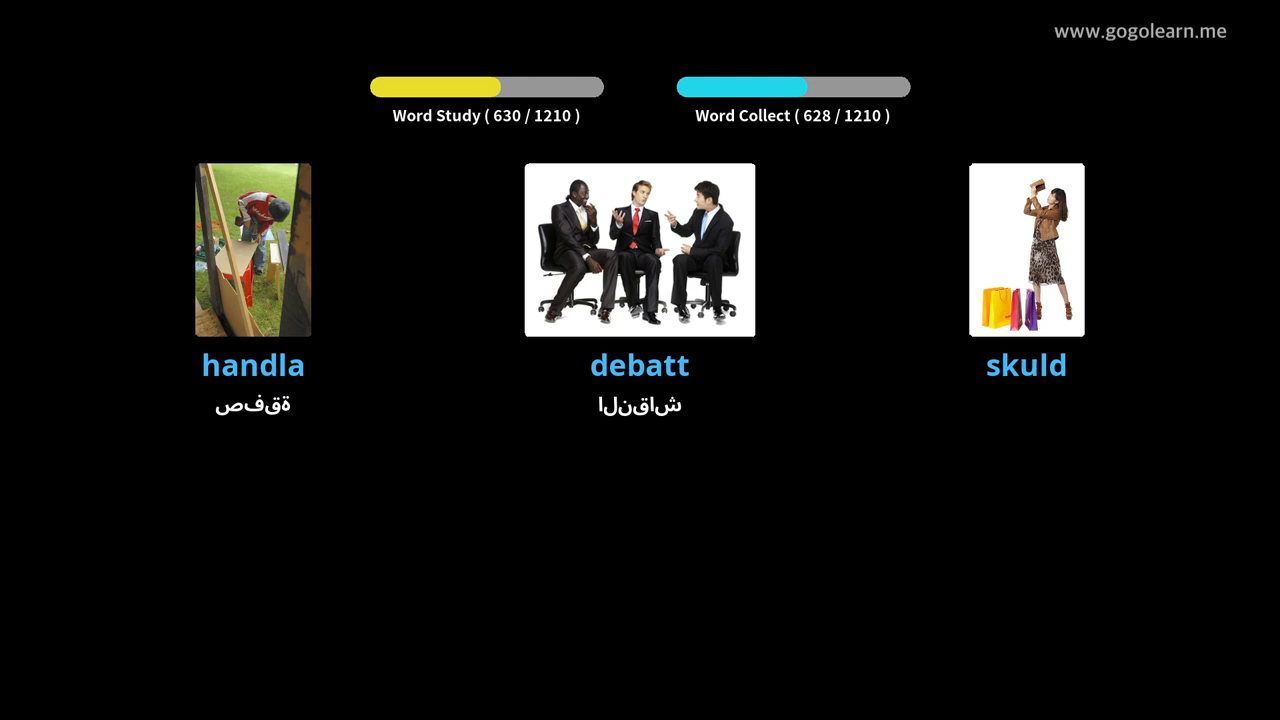 www.gogolearn.me
Word Study ( 630 / 1210 )
Word Collect ( 628 / 1210 )
handla
صفقة
debatt
النقاش
skuld